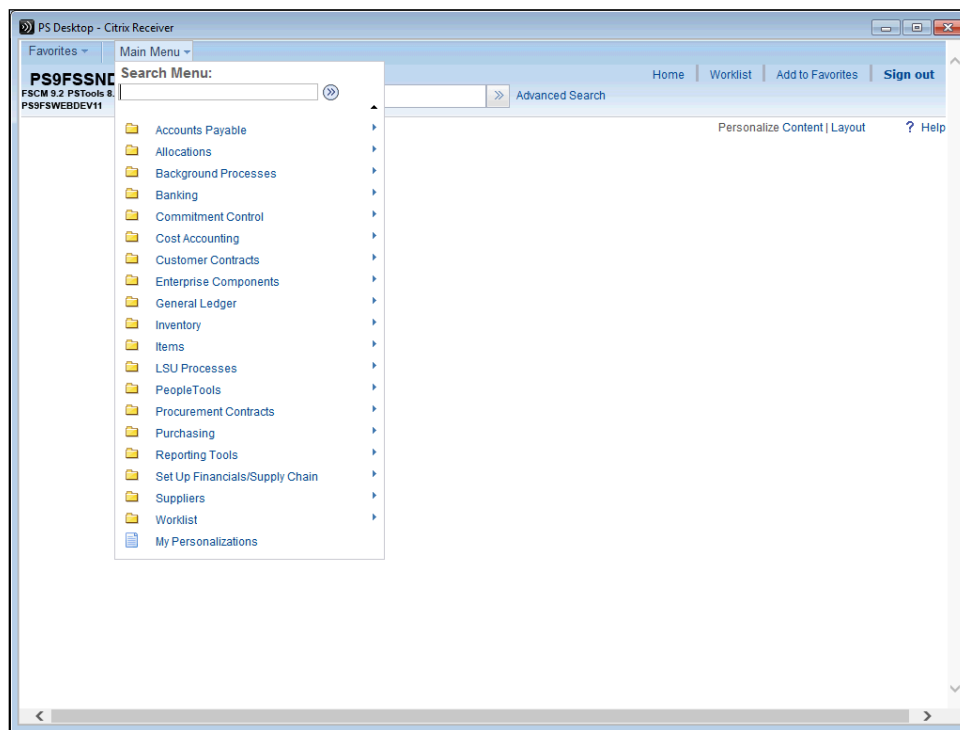 PS Desktop - Citrix Receiver
Favorites Main Menu
PS9FSSND
FSCM 9.2 PSTools 8.
PS9FSWEBDEV11
Search Menu:
Home Worklist Add to Favorites Sign out
Advanced Search
Personalize Content | Layout ? Help
Accounts Payable
Allocations
Background Processes
Banking
Commitment Control
Cost Accounting
Customer Contracts
Enterprise Components
General Ledger
Inventory
Items
LSU Processes
PeopleTools
Procurement Contracts
Purchasing
Reporting Tools
Set Up Financials/Supply Chain
Suppliers
Worklist
My Personalizations